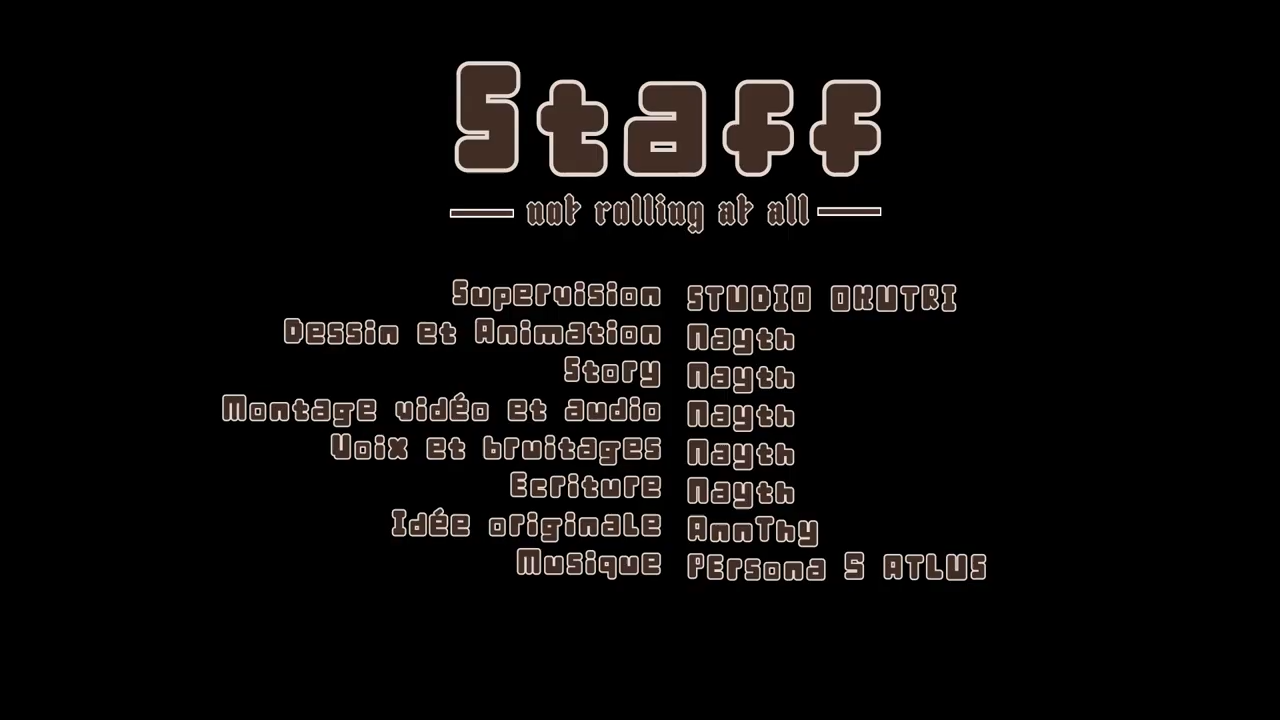 Staff
not rolling at all
Supervision STUDIO OKUTRI
Dessin et Animation Nayth
Story Nayth
Montage vidéo et audio Nayth
Voix et bruitages Nayth
Ecriture Nayth
Idée originale AnnThy
Musique Persona 5 ATLUS